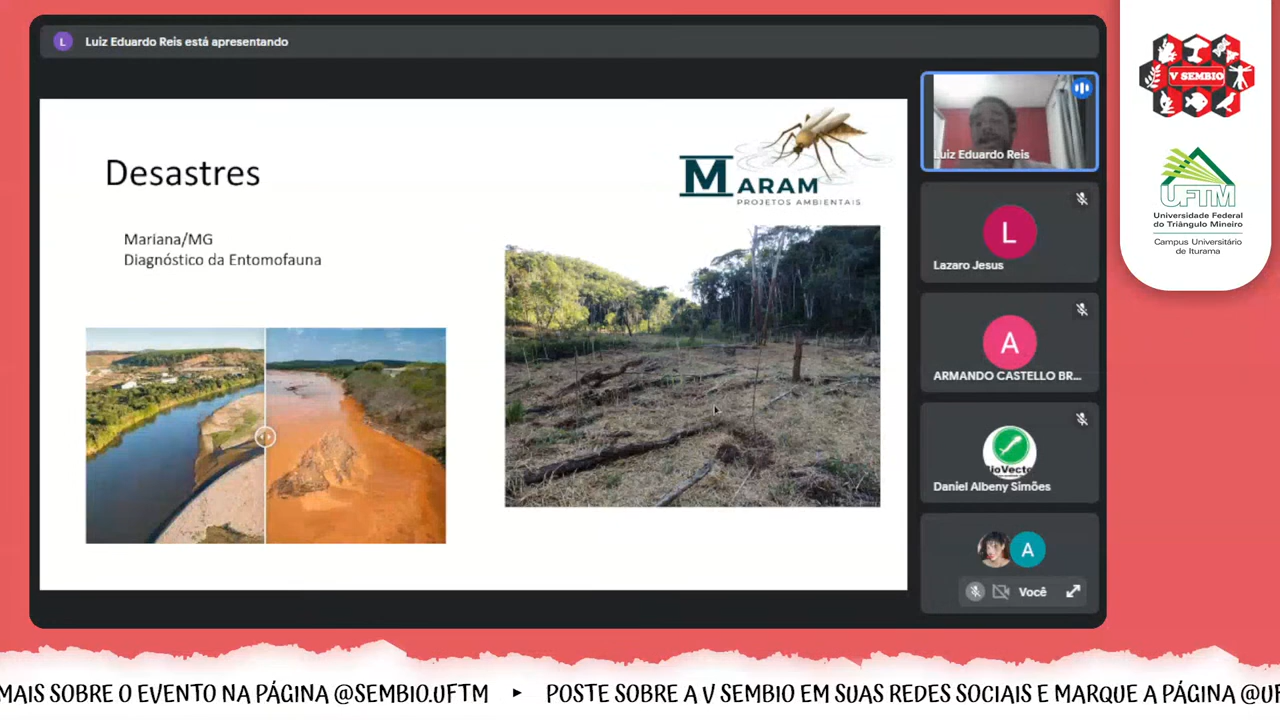 L
Luiz Eduardo Reis está apresentando
Desastres
MARAM
PROJETOS AMBIENTAIS
Mariana/MG
Diagnóstico da Entomofauna
Luiz Eduardo Reis
L
Lazaro Jesus
A
ARMANDO CASTELLO BR...
Daniel Albeny Simões
A
Você
V SEMBIO
UFTM
Universidade Federal
do Triângulo Mineiro
Campus Universitário
de Iturama
MAIS SOBRE O EVENTO NA PÁGINA @SEMBIO.UFTM ▸ POSTE SOBRE A V SEMBIO EM SUAS REDES SOCIAIS E MARQUE A PÁGINA